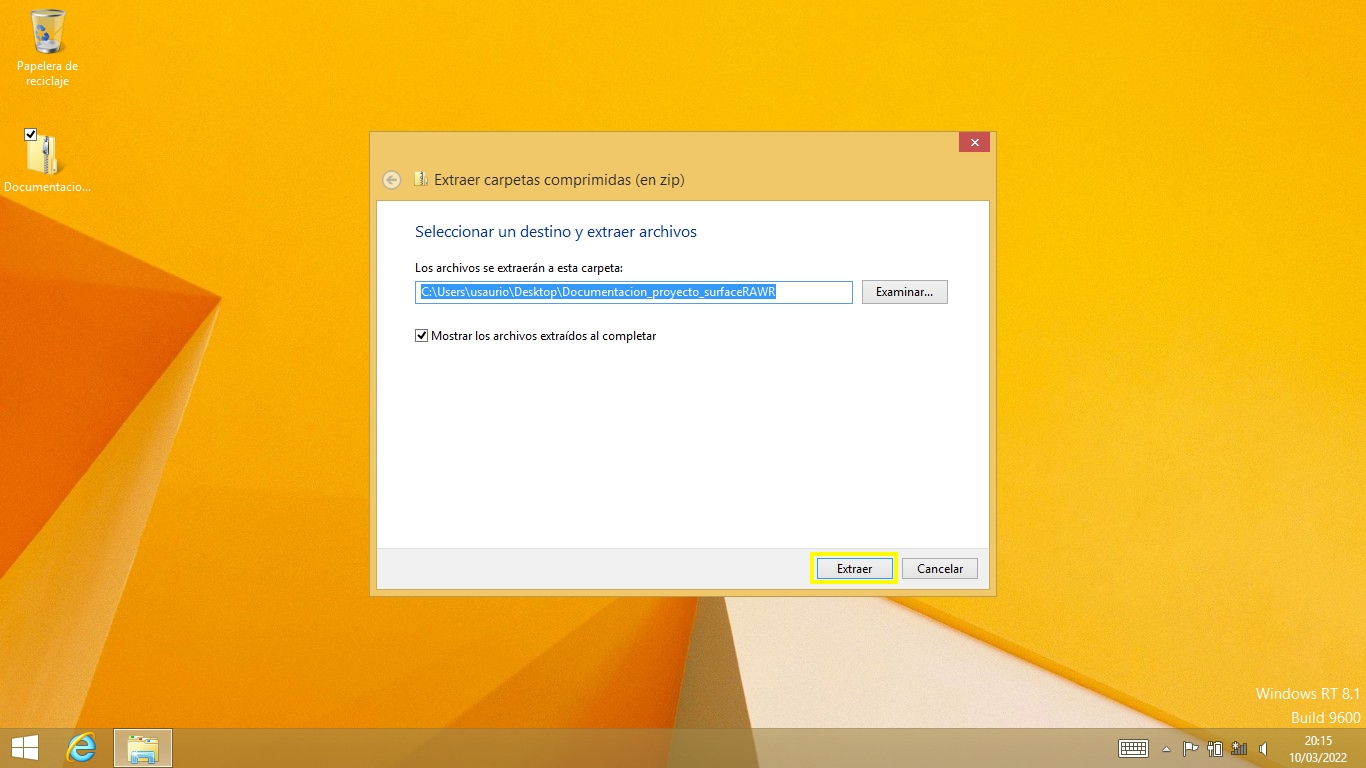 Papelera de
reciclaje
Documentacio...
Extraer carpetas comprimidas (en zip)
Seleccionar un destino y extraer archivos
Los archivos se extraerán a esta carpeta:
C:\Users\usaurio\Desktop\Documentacion_proyecto_surfaceRAWR
Examinar...
Mostrar los archivos extraídos al completar
Extraer
Cancelar
Windows RT 8.1
Build 9600
20:15
10/03/2022